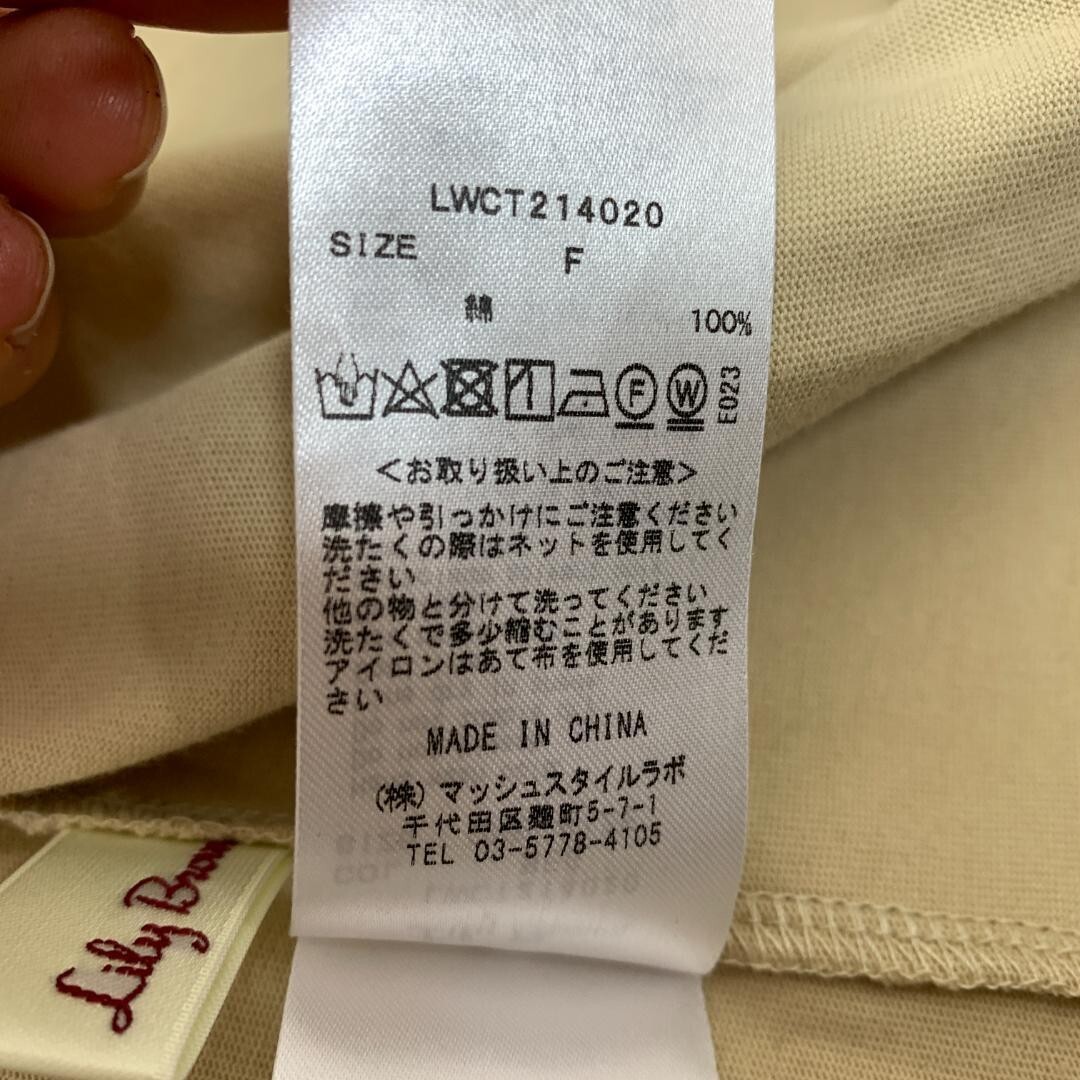 LWCT214020
SIZE F
綿 100%
F W F023
<お取り扱い上のご注意>
摩擦や引っかけにご注意ください
洗たくの際はネットを使用してく
ださい
他の物と分けて洗ってください
洗たくで多少縮むことがあります
アイロンはあて布を使用してくだ
さい
MADE IN CHINA
(株)マッシュスタイルラボ
千代田区麹町5-7-1
TEL 03-5778-4105
Lily